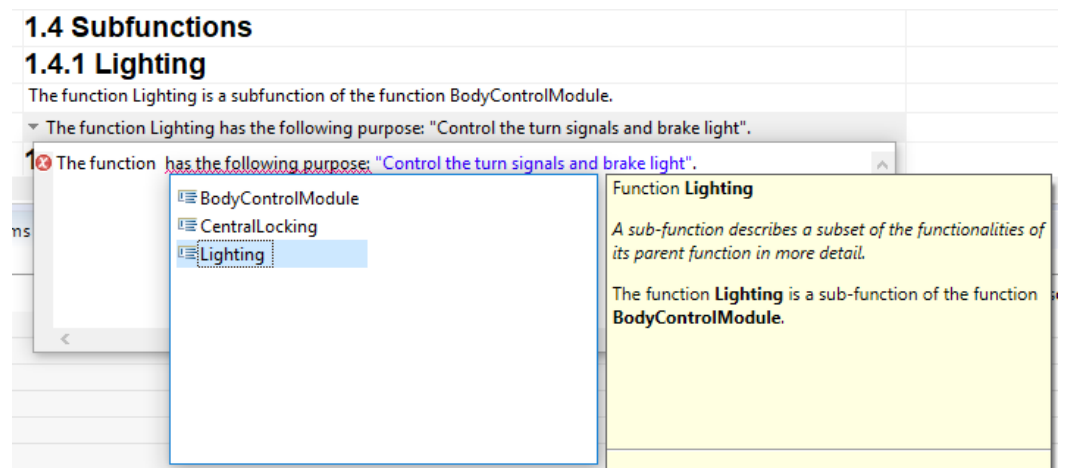 1.4 Subfunctions
1.4.1 Lighting
The function Lighting is a subfunction of the function BodyControlModule.
The function Lighting has the following purpose: "Control the turn signals and brake light".
1
The function has the following purpose: "Control the turn signals and brake light".
BodyControlModule
CentralLocking
Lighting
Function Lighting
A sub-function describes a subset of the functionalities of
its parent function in more detail.
The function Lighting is a sub-function of the function
BodyControlModule.
ms